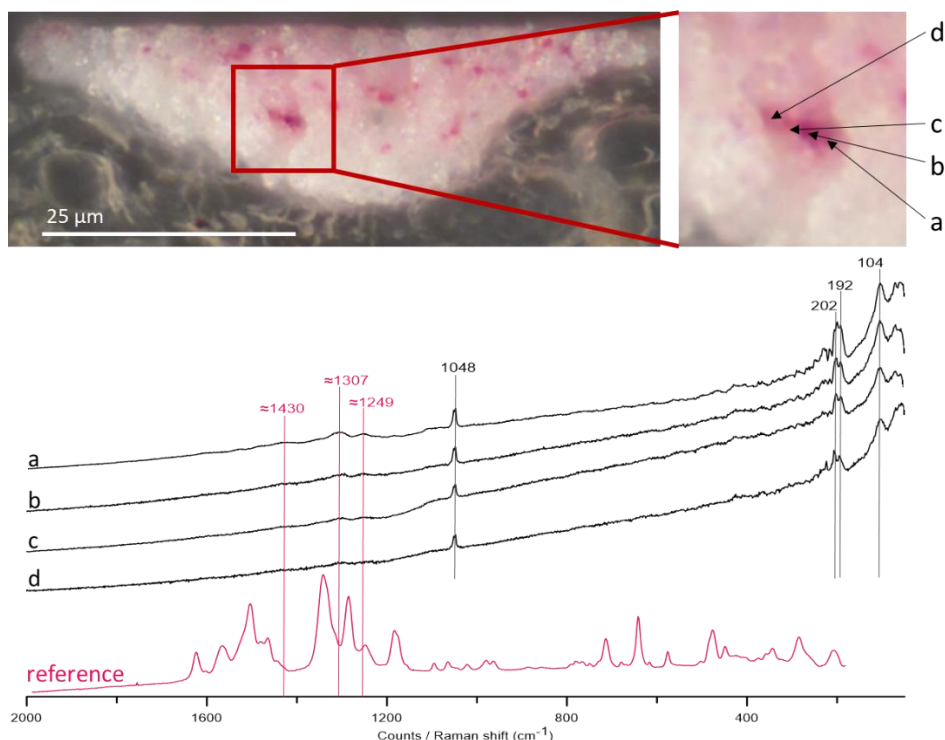 d
c
b
a
25 µm
104
192
202
1048
≈1307
≈1430
≈1249
a
b
c
d
reference
2000
1600
1200
800
400
Counts / Raman shift (cm⁻¹)